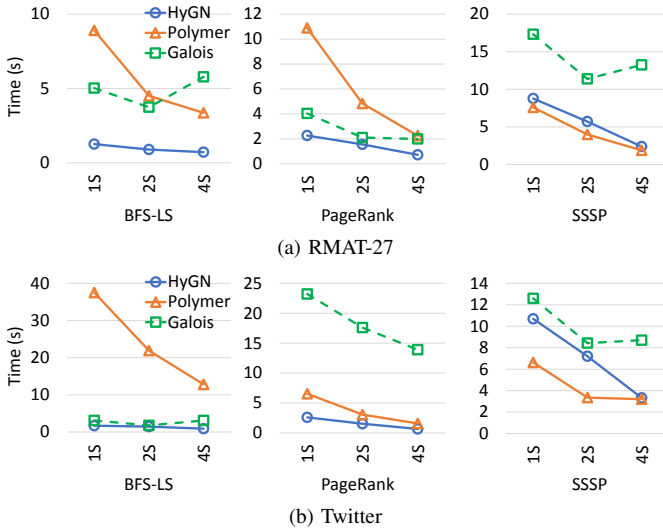 Time (s)
10
5
0
HyGN
Polymer
Galois
1S
2S
4S
BFS-LS
12
10
8
6
4
2
0
1S
2S
4S
PageRank
20
15
10
5
0
1S
2S
4S
SSSP
(a) RMAT-27
Time (s)
40
30
20
10
0
HyGN
Polymer
Galois
1S
2S
4S
BFS-LS
25
20
15
10
5
0
1S
2S
4S
PageRank
14
12
10
8
6
4
2
0
1S
2S
4S
SSSP
(b) Twitter